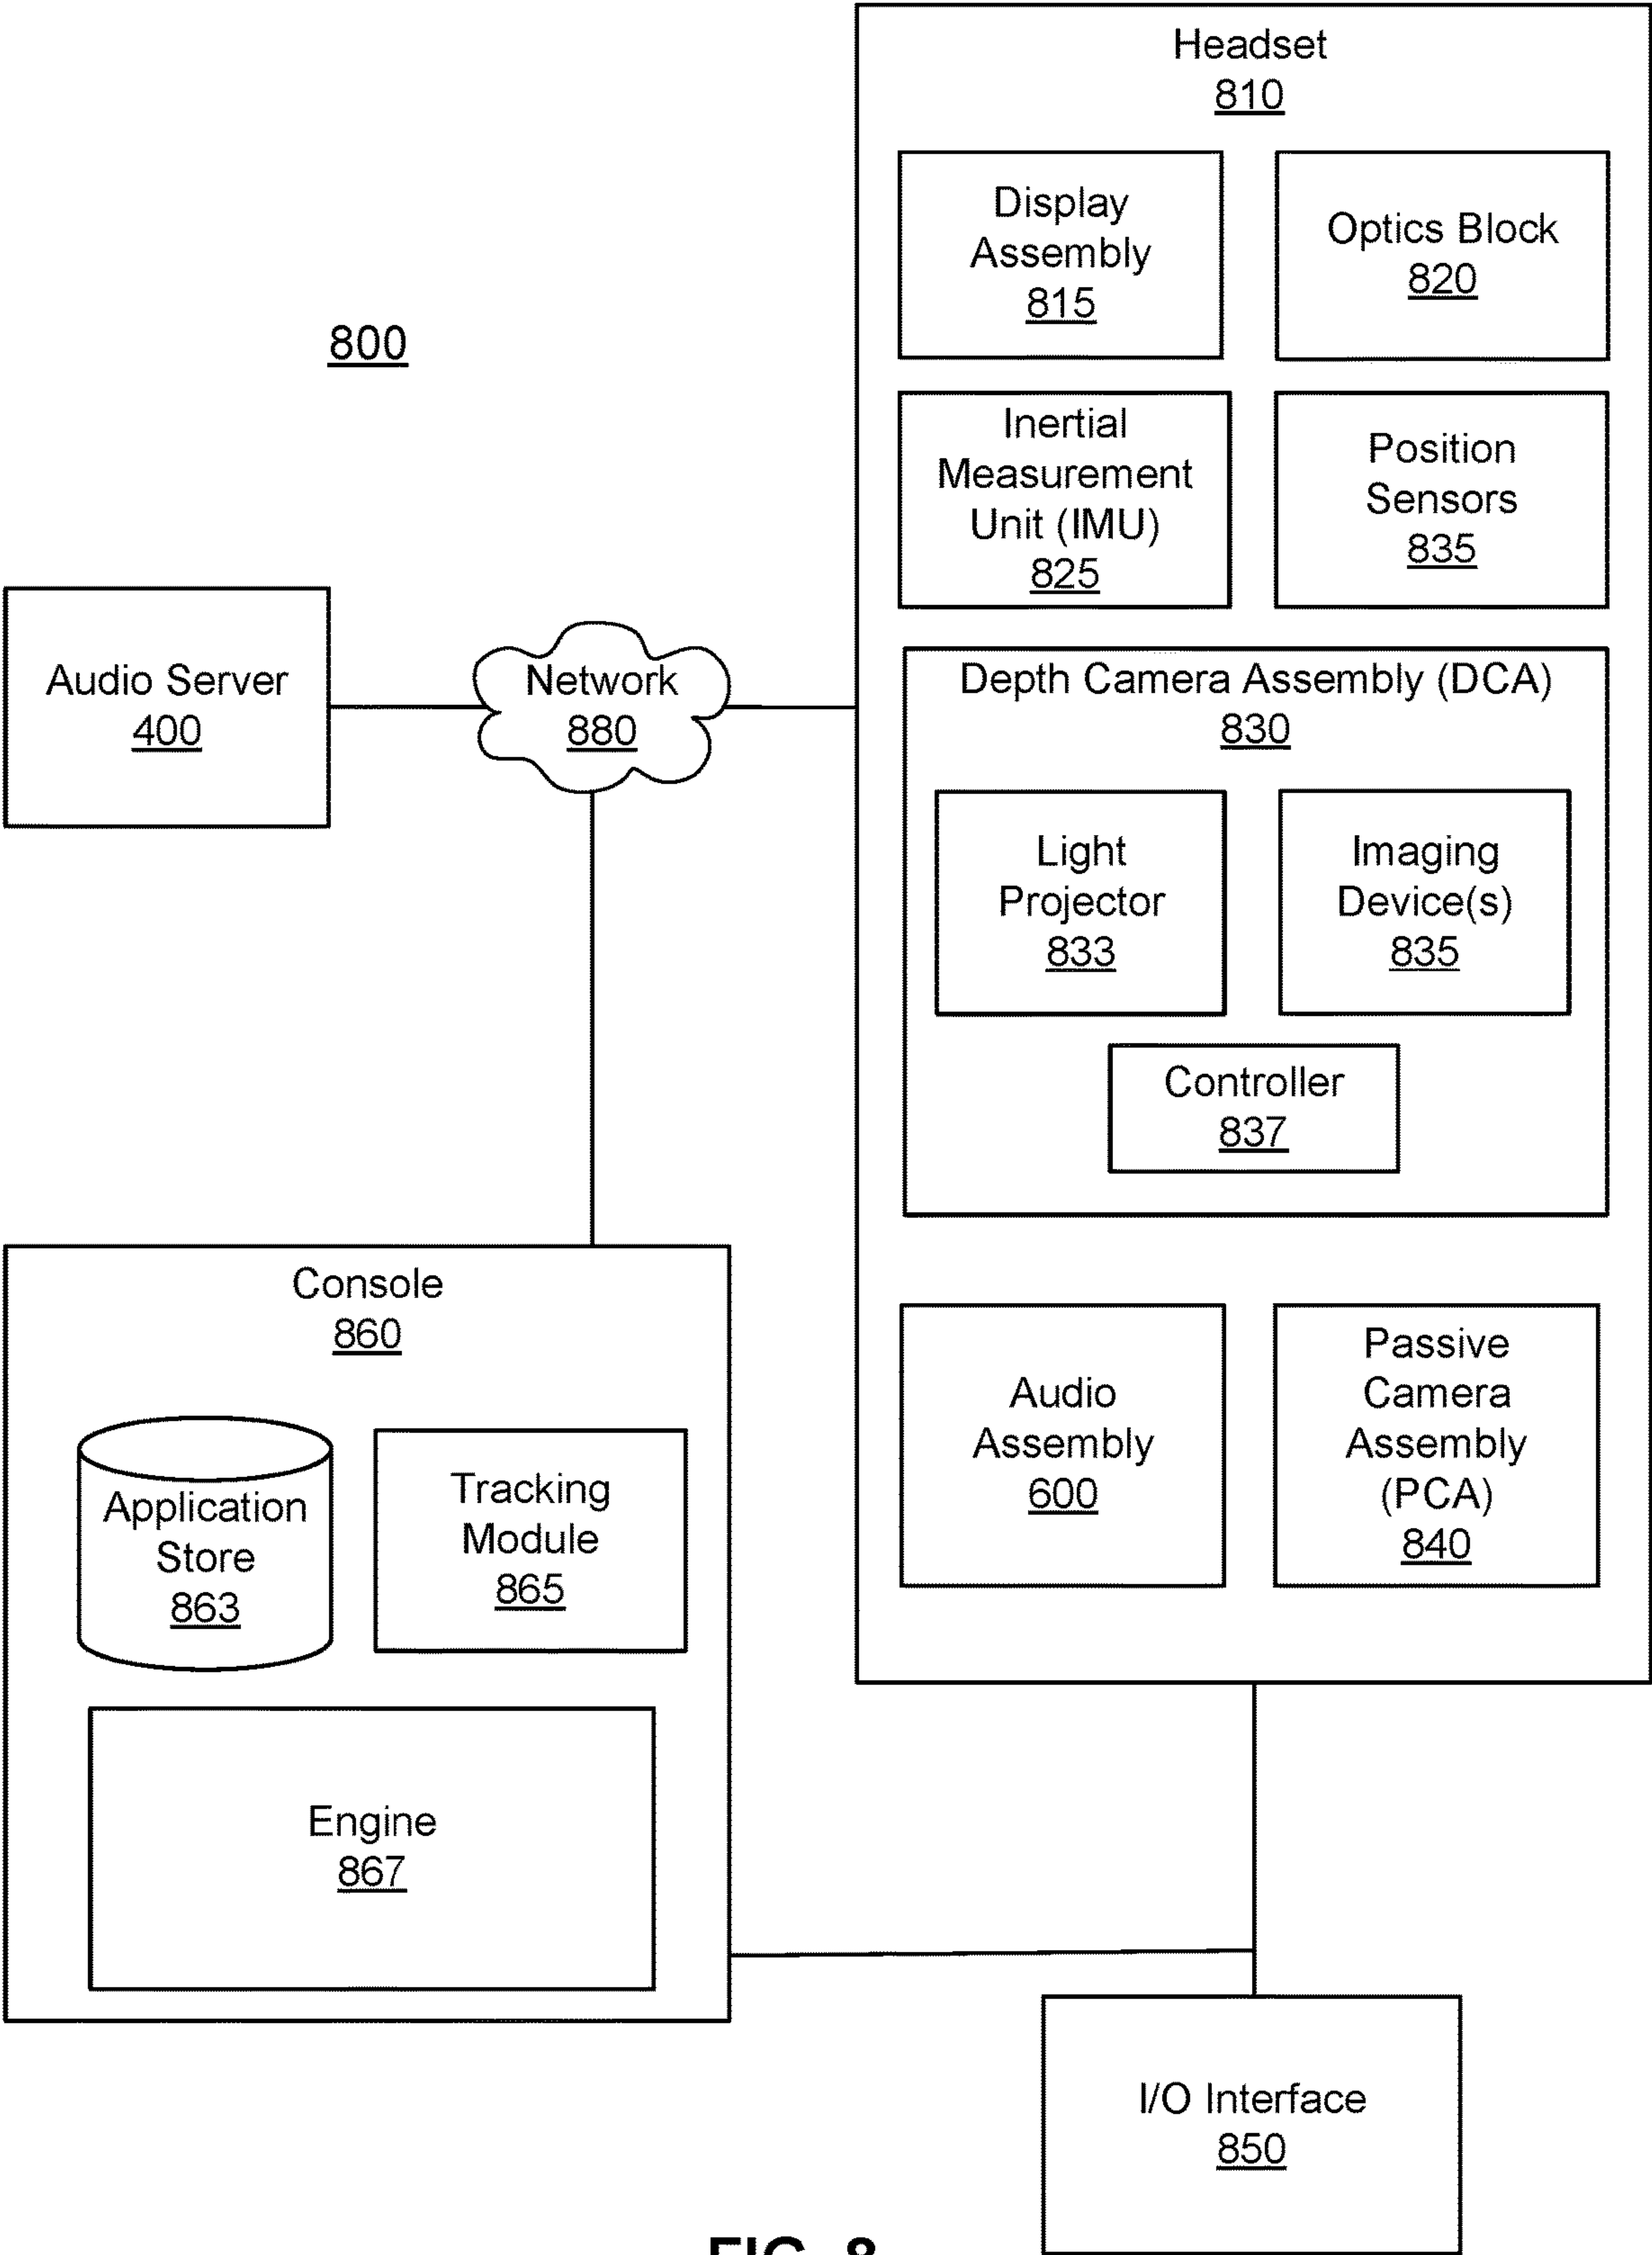 Headset
810
Display
Assembly
815
Optics Block
820
800
Inertial
Measurement
Unit (IMU)
825
Position
Sensors
835
Audio Server
400
Network
880
Depth Camera Assembly (DCA)
830
Light
Projector
833
Imaging
Device(s)
835
Controller
837
Console
860
Application
Store
863
Tracking
Module
865
Engine
867
Audio
Assembly
600
Passive
Camera
Assembly
(PCA)
840
I/O Interface
850
FIG. 8